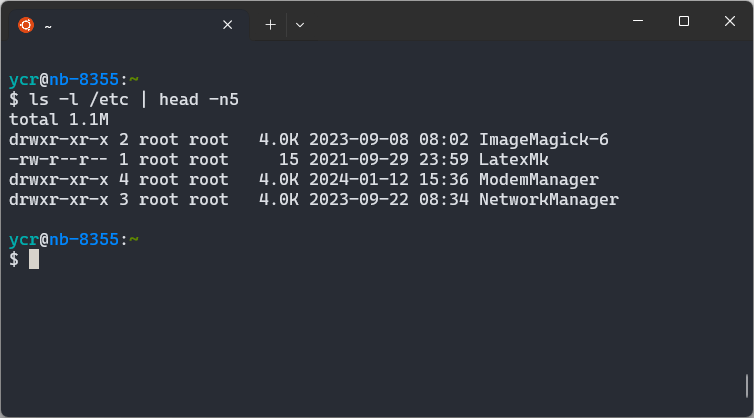 ~
ycr@nb-8355:~
$ ls -l /etc | head -n5
total 1.1M
drwxr-xr-x 2 root root   4.0K 2023-09-08 08:02 ImageMagick-6
-rw-r--r-- 1 root root     15 2021-09-29 23:59 LatexMk
drwxr-xr-x 4 root root   4.0K 2024-01-12 15:36 ModemManager
drwxr-xr-x 3 root root   4.0K 2023-09-22 08:34 NetworkManager
ycr@nb-8355:~
$